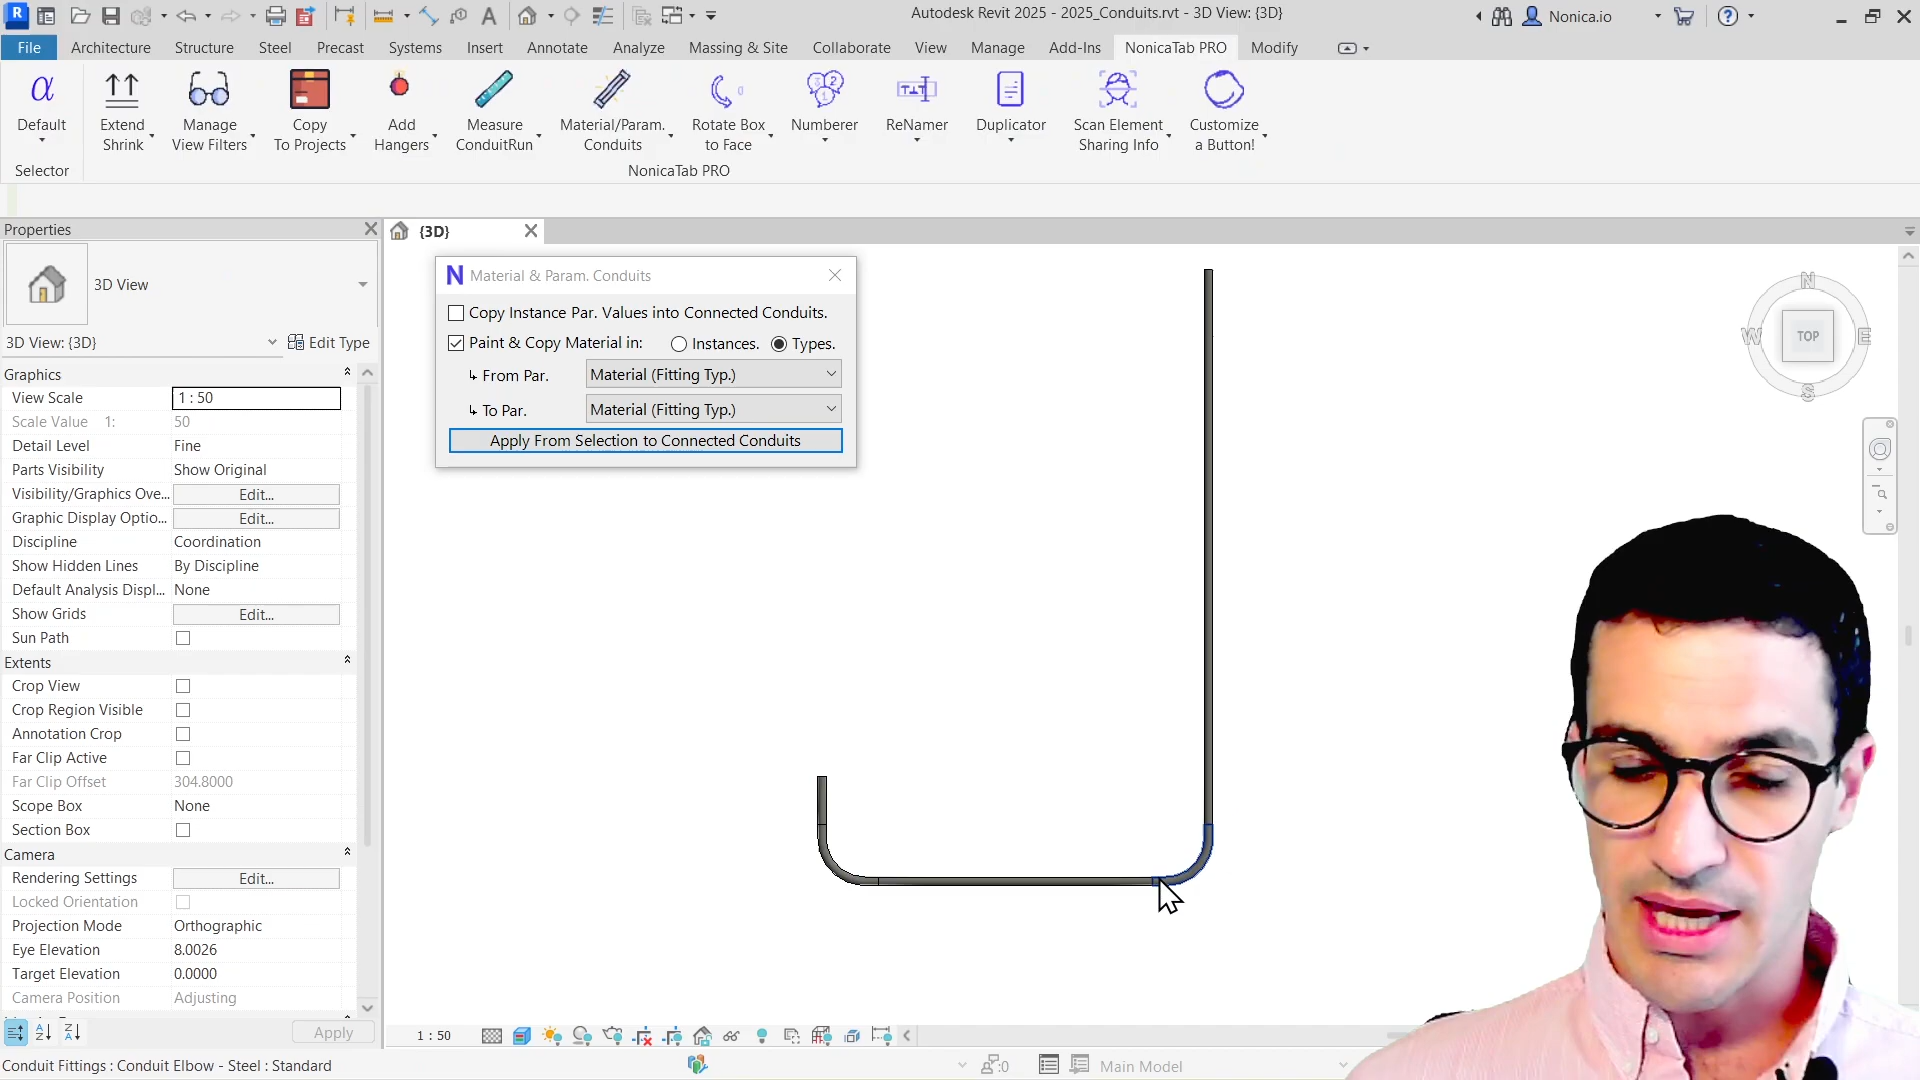 Autodesk Revit 2025 - 2025_Conduits.rvt - 3D View: {3D}
Nonica.io
File
Architecture
Structure
Steel
Precast
Systems
Insert
Annotate
Analyze
Massing & Site
Collaborate
View
Manage
Add-Ins
NonicaTab PRO
Modify
Default
Extend
Shrink
Manage
View Filters
Copy
To Projects
Add
Hangers
Measure
ConduitRun
Material/Param.
Conduits
Rotate Box
to Face
Numberer
ReNamer
Duplicator
Scan Element
Sharing Info
Customize
a Button!
Selector
NonicaTab PRO
Properties
{3D}
3D View
3D View: {3D}
Edit Type
Graphics
View Scale 1 : 50
Scale Value 1: 50
Detail Level Fine
Parts Visibility Show Original
Visibility/Graphics Ove... Edit...
Graphic Display Optio... Edit...
Discipline Coordination
Show Hidden Lines By Discipline
Default Analysis Displ... None
Show Grids Edit...
Sun Path
Extents
Crop View
Crop Region Visible
Annotation Crop
Far Clip Active
Far Clip Offset 304.8000
Scope Box None
Section Box
Camera
Rendering Settings Edit...
Locked Orientation
Projection Mode Orthographic
Eye Elevation 8.0026
Target Elevation 0.0000
Camera Position Adjusting
Apply
N Material & Param. Conduits
Copy Instance Par. Values into Connected Conduits.
Paint & Copy Material in: Instances. Types.
↳ From Par. Material (Fitting Typ.)
↳ To Par. Material (Fitting Typ.)
Apply From Selection to Connected Conduits
N
W TOP E
S
1 : 50
Conduit Fittings : Conduit Elbow - Steel : Standard
:0
Main Model